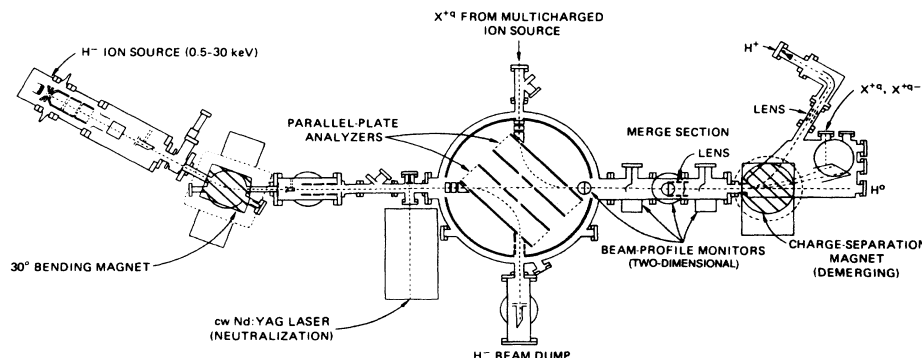 X⁺q FROM MULTICHARGED
ION SOURCE
H⁻ ION SOURCE (0.5-30 keV)
H⁺
X⁺q, X⁺q⁻
PARALLEL-PLATE
ANALYZERS
MERGE SECTION
LENS
LENS
H⁰
30° BENDING MAGNET
BEAM-PROFILE MONITORS
(TWO-DIMENSIONAL)
CHARGE-SEPARATION
MAGNET
(DEMERGING)
cw Nd:YAG LASER
(NEUTRALIZATION)
H⁻ BEAM DUMP